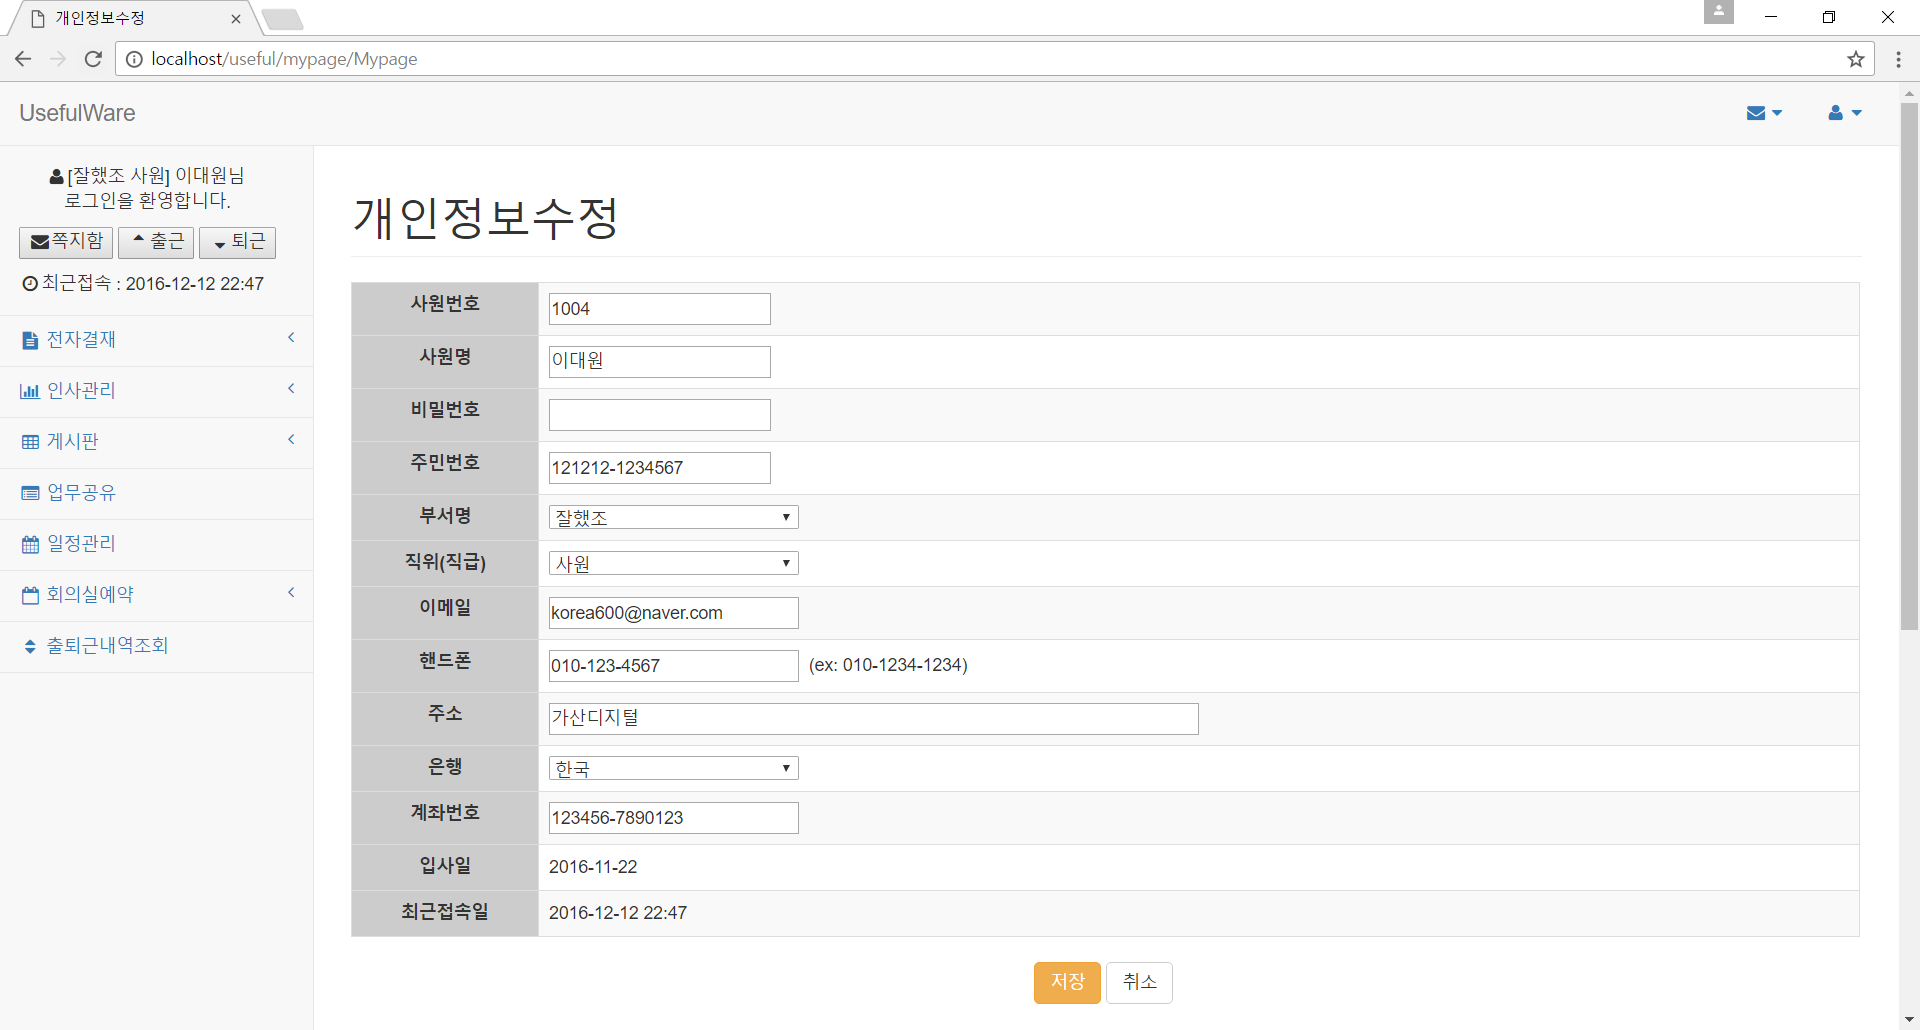 개인정보수정
localhost/useful/mypage/Mypage
UsefulWare
[잘했조 사원] 이대원님
로그인을 환영합니다.
쪽지함 출근 퇴근
최근접속 : 2016-12-12 22:47
전자결재
인사관리
게시판
업무공유
일정관리
회의실예약
출퇴근내역조회
개인정보수정
사원번호 1004
사원명 이대원
비밀번호
주민번호 121212-1234567
부서명 잘했조
직위(직급) 사원
이메일 korea600@naver.com
핸드폰 010-123-4567 (ex: 010-1234-1234)
주소 가산디지털
은행 한국
계좌번호 123456-7890123
입사일 2016-11-22
최근접속일 2016-12-12 22:47
저장 취소